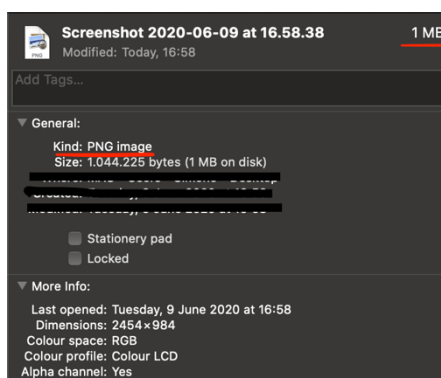 Screenshot 2020-06-09 at 16.58.38 1 MB
Modified: Today, 16:58
PNG
Add Tags...
General:
Kind: PNG image
Size: 1.044.225 bytes (1 MB on disk)
Stationery pad
Locked
More Info:
Last opened: Tuesday, 9 June 2020 at 16:58
Dimensions: 2454×984
Colour space: RGB
Colour profile: Colour LCD
Alpha channel: Yes